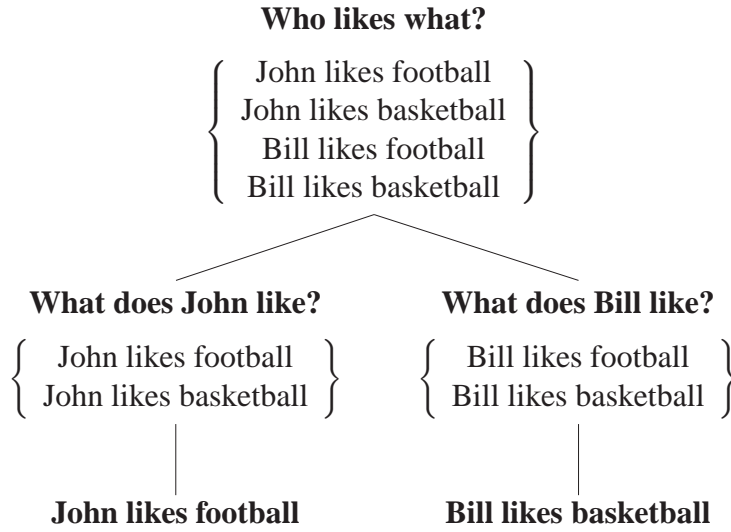 Who likes what?
John likes football
John likes basketball
Bill likes football
Bill likes basketball
What does John like?
John likes football
John likes basketball
John likes football
What does Bill like?
Bill likes football
Bill likes basketball
Bill likes basketball